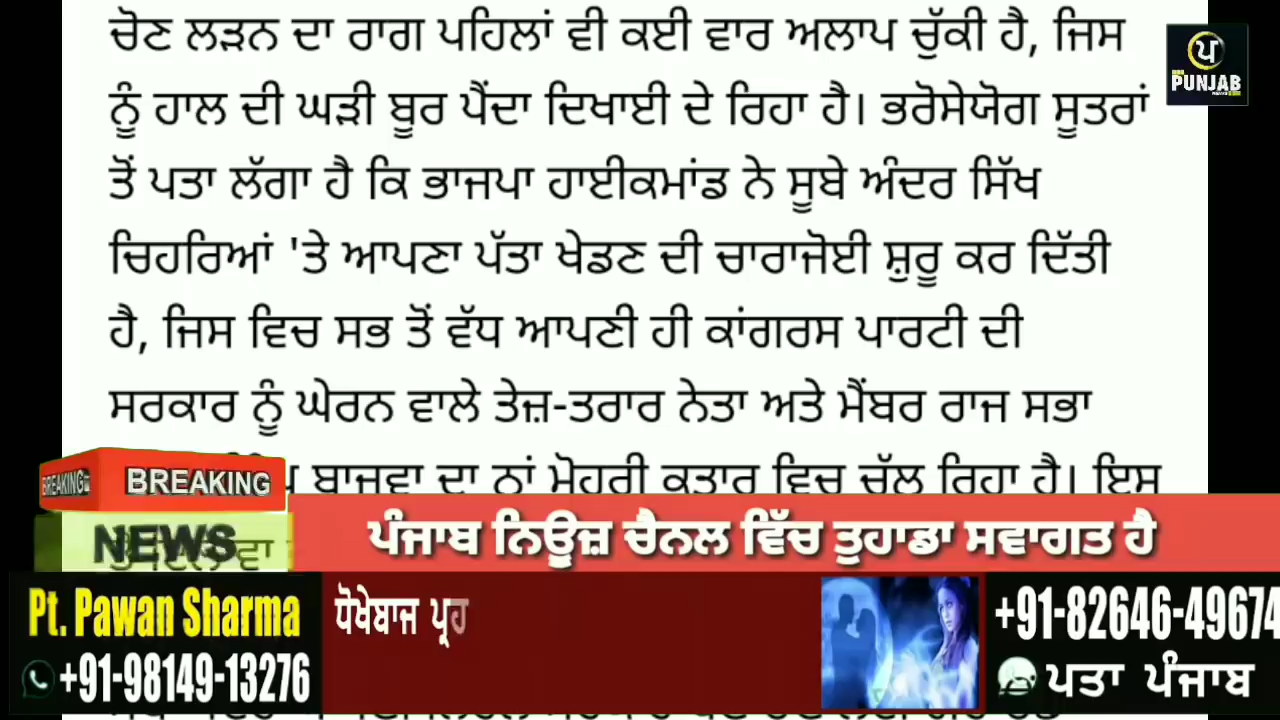 ਚੋਣ ਲੜਨ ਦਾ ਰਾਗ ਪਹਿਲਾਂ ਵੀ ਕਈ ਵਾਰ ਅਲਾਪ ਚੁੱਕੀ ਹੈ, ਜਿਸ
ਨੂੰ ਹਾਲ ਦੀ ਘੜੀ ਬੂਰ ਪੈਂਦਾ ਦਿਖਾਈ ਦੇ ਰਿਹਾ ਹੈ। ਭਰੋਸੇਯੋਗ ਸੂਤਰਾਂ
ਤੋਂ ਪਤਾ ਲੱਗਾ ਹੈ ਕਿ ਭਾਜਪਾ ਹਾਈਕਮਾਂਡ ਨੇ ਸੂਬੇ ਅੰਦਰ ਸਿੱਖ
ਚਿਹਰਿਆਂ 'ਤੇ ਆਪਣਾ ਪੱਤਾ ਖੇਡਣ ਦੀ ਚਾਰਾਜੋਈ ਸ਼ੁਰੂ ਕਰ ਦਿੱਤੀ
ਹੈ, ਜਿਸ ਵਿਚ ਸਭ ਤੋਂ ਵੱਧ ਆਪਣੀ ਹੀ ਕਾਂਗਰਸ ਪਾਰਟੀ ਦੀ
ਸਰਕਾਰ ਨੂੰ ਘੇਰਨ ਵਾਲੇ ਤੇਜ਼-ਤਰਾਰ ਨੇਤਾ ਅਤੇ ਮੈਂਬਰ ਰਾਜ ਸਭਾ
ਬਾਜਵਾ ਦਾ ਨਾਂ ਮੋਹਰੀ ਕਤਾਰ ਵਿਚ ਚੱਲ ਰਿਹਾ ਹੈ। ਇਸ
ਪ
PUNJAB
BREAKING
BREAKING
NEWS
ਪੰਜਾਬ ਨਿਊਜ਼ ਚੈਨਲ ਵਿੱਚ ਤੁਹਾਡਾ ਸਵਾਗਤ ਹੈ
Pt. Pawan Sharma
+91-98149-13276
ਧੋਖੇਬਾਜ ਪ੍ਰਹ
+91-82646-49674
ਪਤਾ ਪੰਜਾਬ